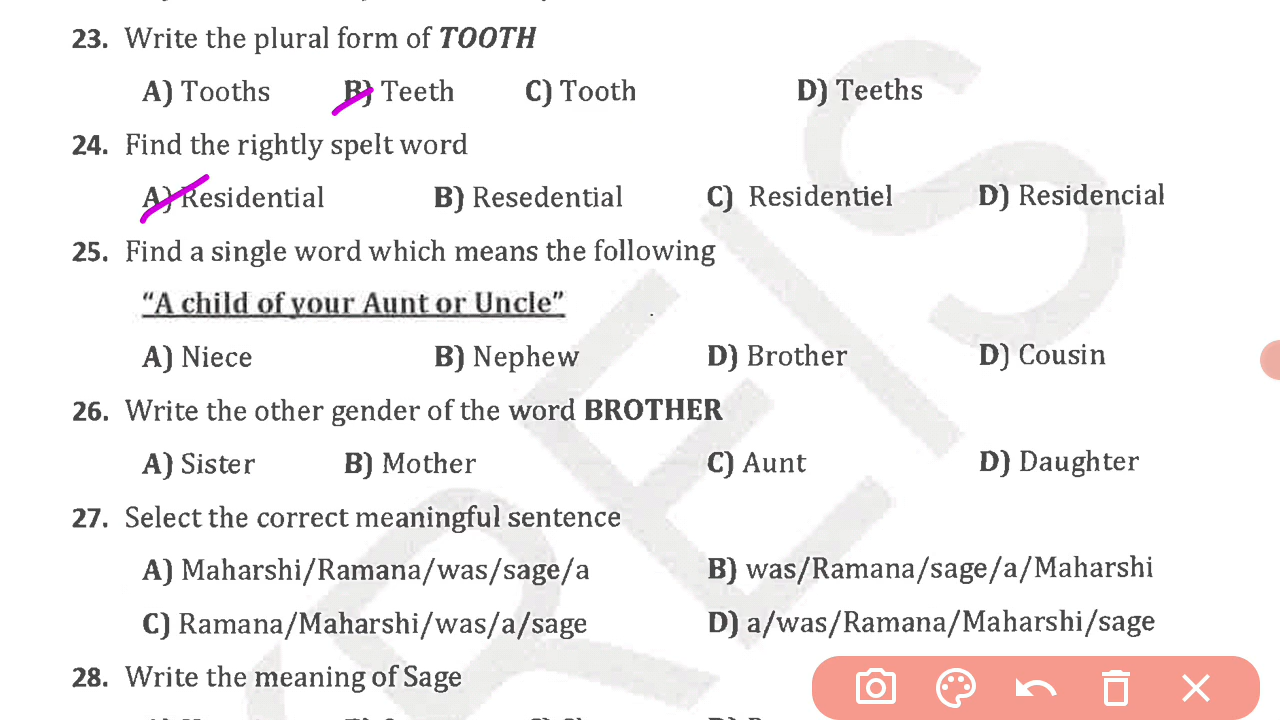 23. Write the plural form of TOOTH
A) Tooths B) Teeth C) Tooth D) Teeths
24. Find the rightly spelt word
A) Residential B) Resedential C) Residentiel D) Residencial
25. Find a single word which means the following
“A child of your Aunt or Uncle”
A) Niece B) Nephew D) Brother D) Cousin
26. Write the other gender of the word BROTHER
A) Sister B) Mother C) Aunt D) Daughter
27. Select the correct meaningful sentence
A) Maharshi/Ramana/was/sage/a B) was/Ramana/sage/a/Maharshi
C) Ramana/Maharshi/was/a/sage D) a/was/Ramana/Maharshi/sage
28. Write the meaning of Sage